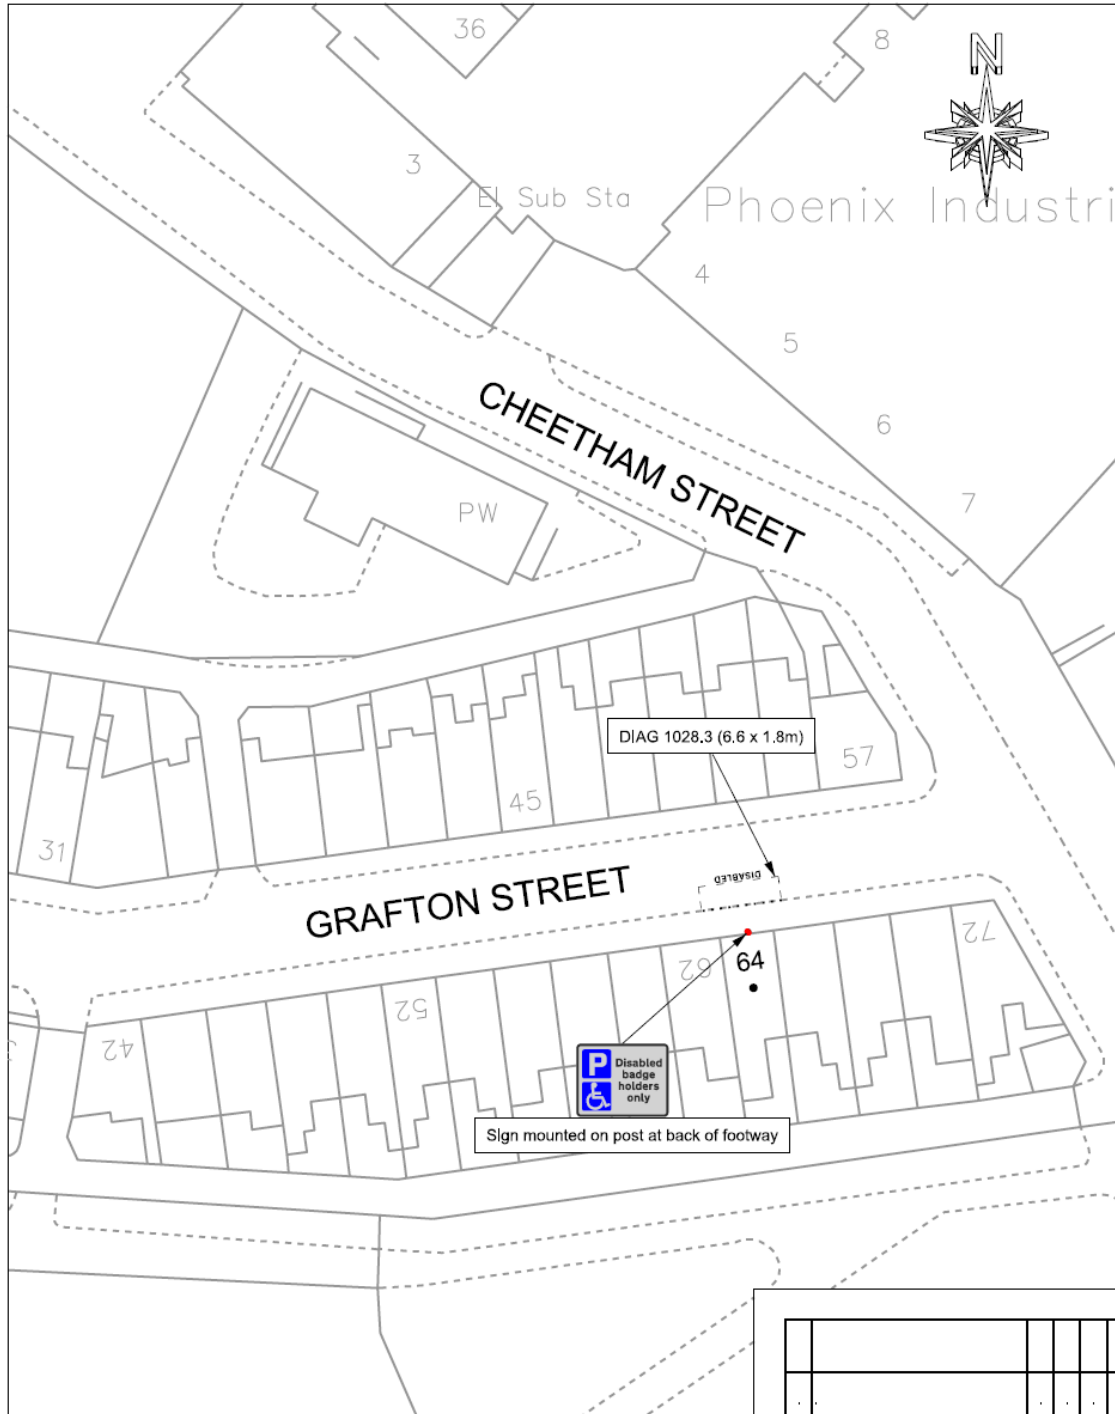 36
8
N
3
El Sub Sta
Phoenix Industri
4
5
6
7
CHEETHAM STREET
PW
DIAG 1028.3 (6.6 x 1.8m)
57
45
31
DISABLED
GRAFTON STREET
72
64
62
52
42
P Disabled
badge
holders
only
Sign mounted on post at back of footway